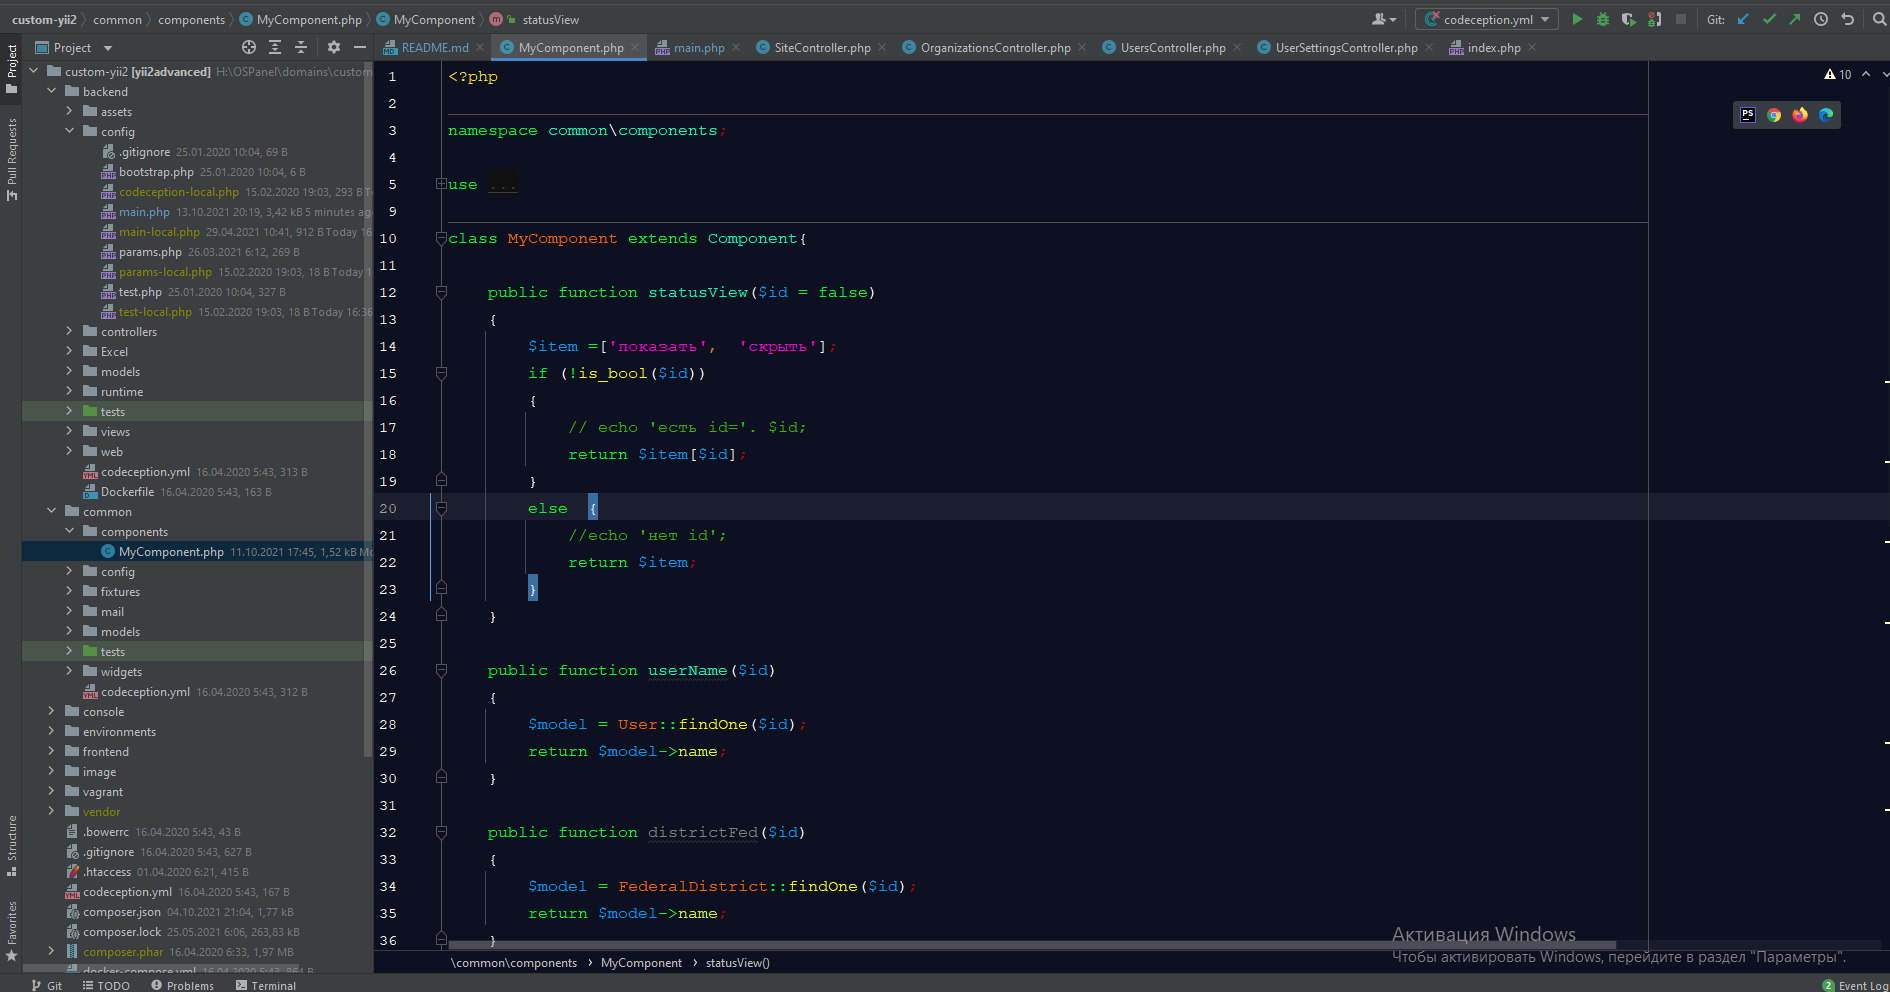 custom-yii2 common components MyComponent.php MyComponent statusView codeception.yml Git:
Project README.md MyComponent.php main.php SiteController.php OrganizationsController.php UsersController.php UserSettingsController.php index.php
Project
Pull Requests
Structure
Favorites
custom-yii2 [yii2advanced] H:\OSPanel\domains\custom
backend
assets
config
.gitignore 25.01.2020 10:04, 69 B
bootstrap.php 25.01.2020 10:04, 6 B
codeception-local.php 15.02.2020 19:03, 293 B T
main.php 13.10.2021 20:19, 3,42 kB 5 minutes ag
main-local.php 29.04.2021 10:41, 912 B Today 16
params.php 26.03.2021 6:12, 269 B
params-local.php 15.02.2020 19:03, 18 B Today 1
test.php 25.01.2020 10:04, 327 B
test-local.php 15.02.2020 19:03, 18 B Today 16:36
controllers
Excel
models
runtime
tests
views
web
codeception.yml 16.04.2020 5:43, 313 B
Dockerfile 16.04.2020 5:43, 163 B
common
components
MyComponent.php 11.10.2021 17:45, 1,52 kB Mo
config
fixtures
mail
models
tests
widgets
codeception.yml 16.04.2020 5:43, 312 B
console
environments
frontend
image
vagrant
vendor
.bowerrc 16.04.2020 5:43, 43 B
.gitignore 16.04.2020 5:43, 627 B
.htaccess 01.04.2020 6:21, 415 B
codeception.yml 16.04.2020 5:43, 167 B
composer.json 04.10.2021 21:04, 1,77 kB
composer.lock 25.05.2021 6:06, 263,83 kB
composer.phar 16.04.2020 6:33, 1,97 MB
docker-compose.yml 16.04.2020 5:43, 864 B
10
PS
1 <?php
2
3 namespace common\components;
4
5 use ...
9
10 class MyComponent extends Component{
11
12 public function statusView($id = false)
13 {
14 $item =['показать', 'скрыть'];
15 if (!is_bool($id))
16 {
17 // echo 'есть id='. $id;
18 return $item[$id];
19 }
20 else {
21 //echo 'нет id';
22 return $item;
23 }
24 }
25
26 public function userName($id)
27 {
28 $model = User::findOne($id);
29 return $model->name;
30 }
31
32 public function districtFed($id)
33 {
34 $model = FederalDistrict::findOne($id);
35 return $model->name;
36 }
Активация Windows
Чтобы активировать Windows, перейдите в раздел "Параметры".
\common\components › MyComponent › statusView()
Git TODO Problems Terminal 2 Event Log